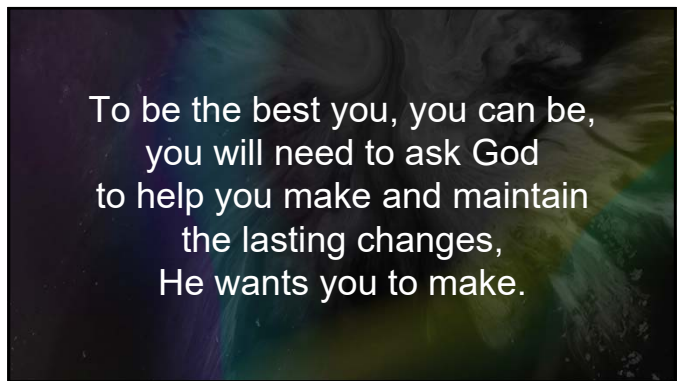 To be the best you, you can be,
you will need to ask God
to help you make and maintain
the lasting changes,
He wants you to make.